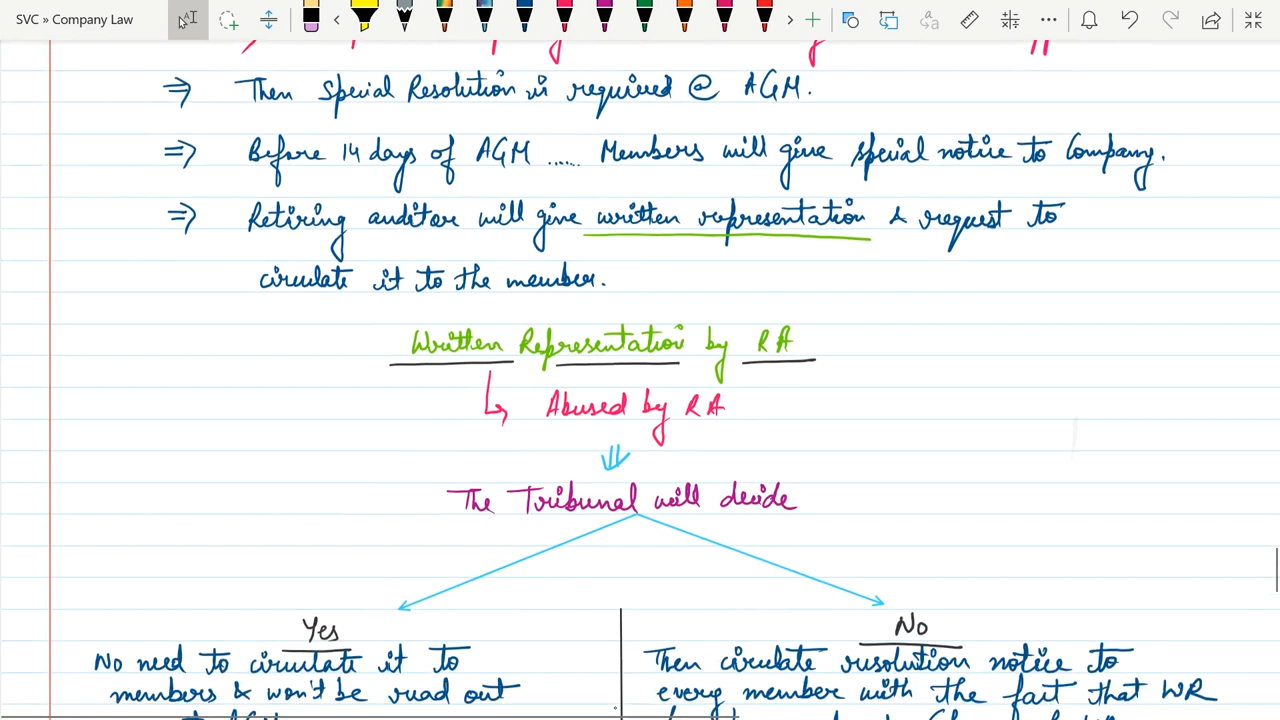 SVC » Company Law
⇒ Then Special Resolution is required @ AGM.
⇒ Before 14 days of AGM ...... Members will give special notice to Company.
⇒ Retiring auditor will give written representation & request to
circulate it to the member.
Written Representation by RA
↳ Abused by RA
⇓
The Tribunal will decide
Yes
No need to circulate it to
members & won't be read out
No
Then circulate resolution notice to
every member with the fact that WR